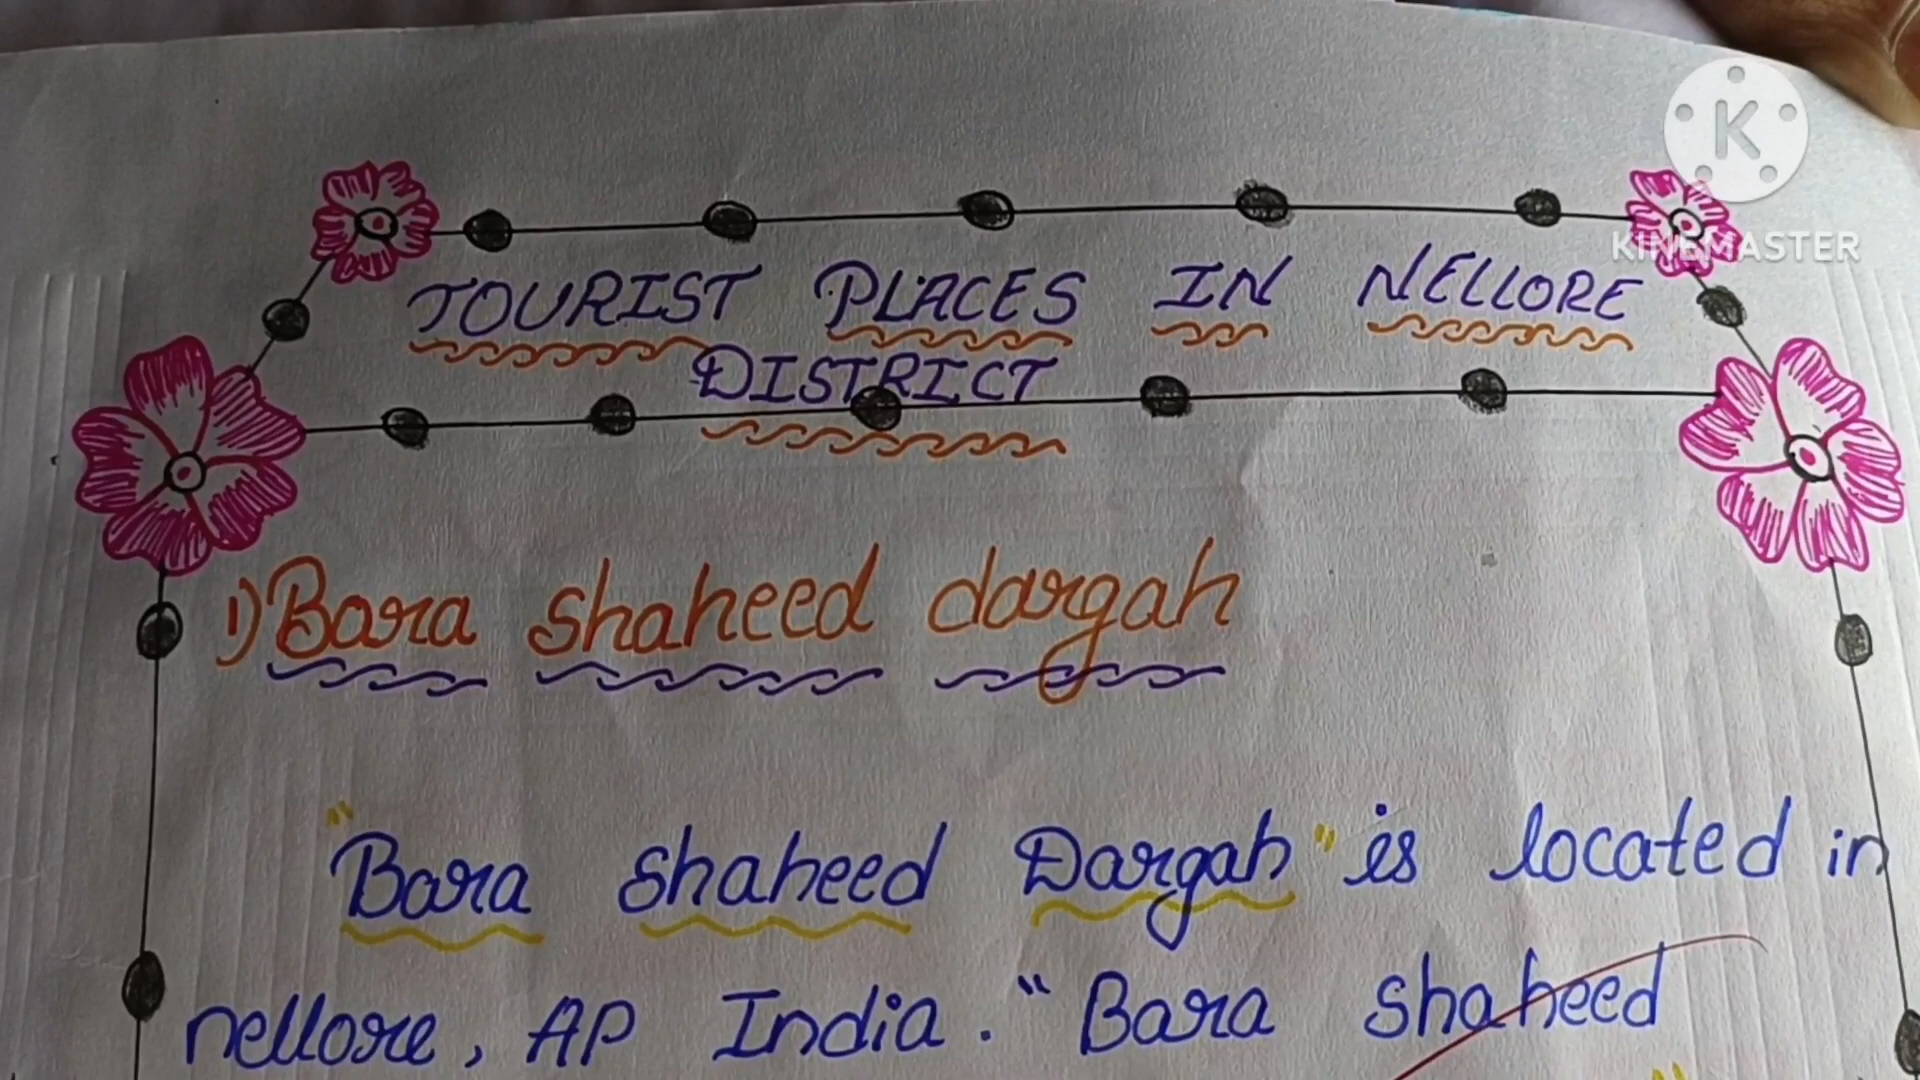 K
KINEMASTER
TOURIST PLACES IN NELLORE
DISTRICT
1) Bara shaheed dargah
"Bara shaheed Dargah" is located in
nellore, AP India. "Bara shaheed